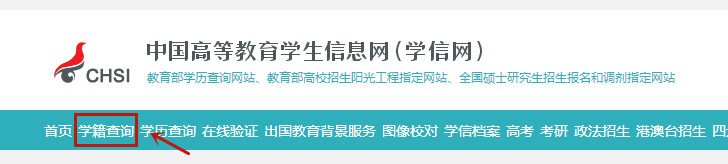 中国高等教育学生信息网（学信网）
CHSI
教育部学历查询网站、教育部高校招生阳光工程指定网站、全国硕士研究生招生报名和调剂指定网站
首页 学籍查询 学历查询 在线验证 出国教育背景服务 图像校对 学信档案 高考 考研 政法招生 港澳台招生 四